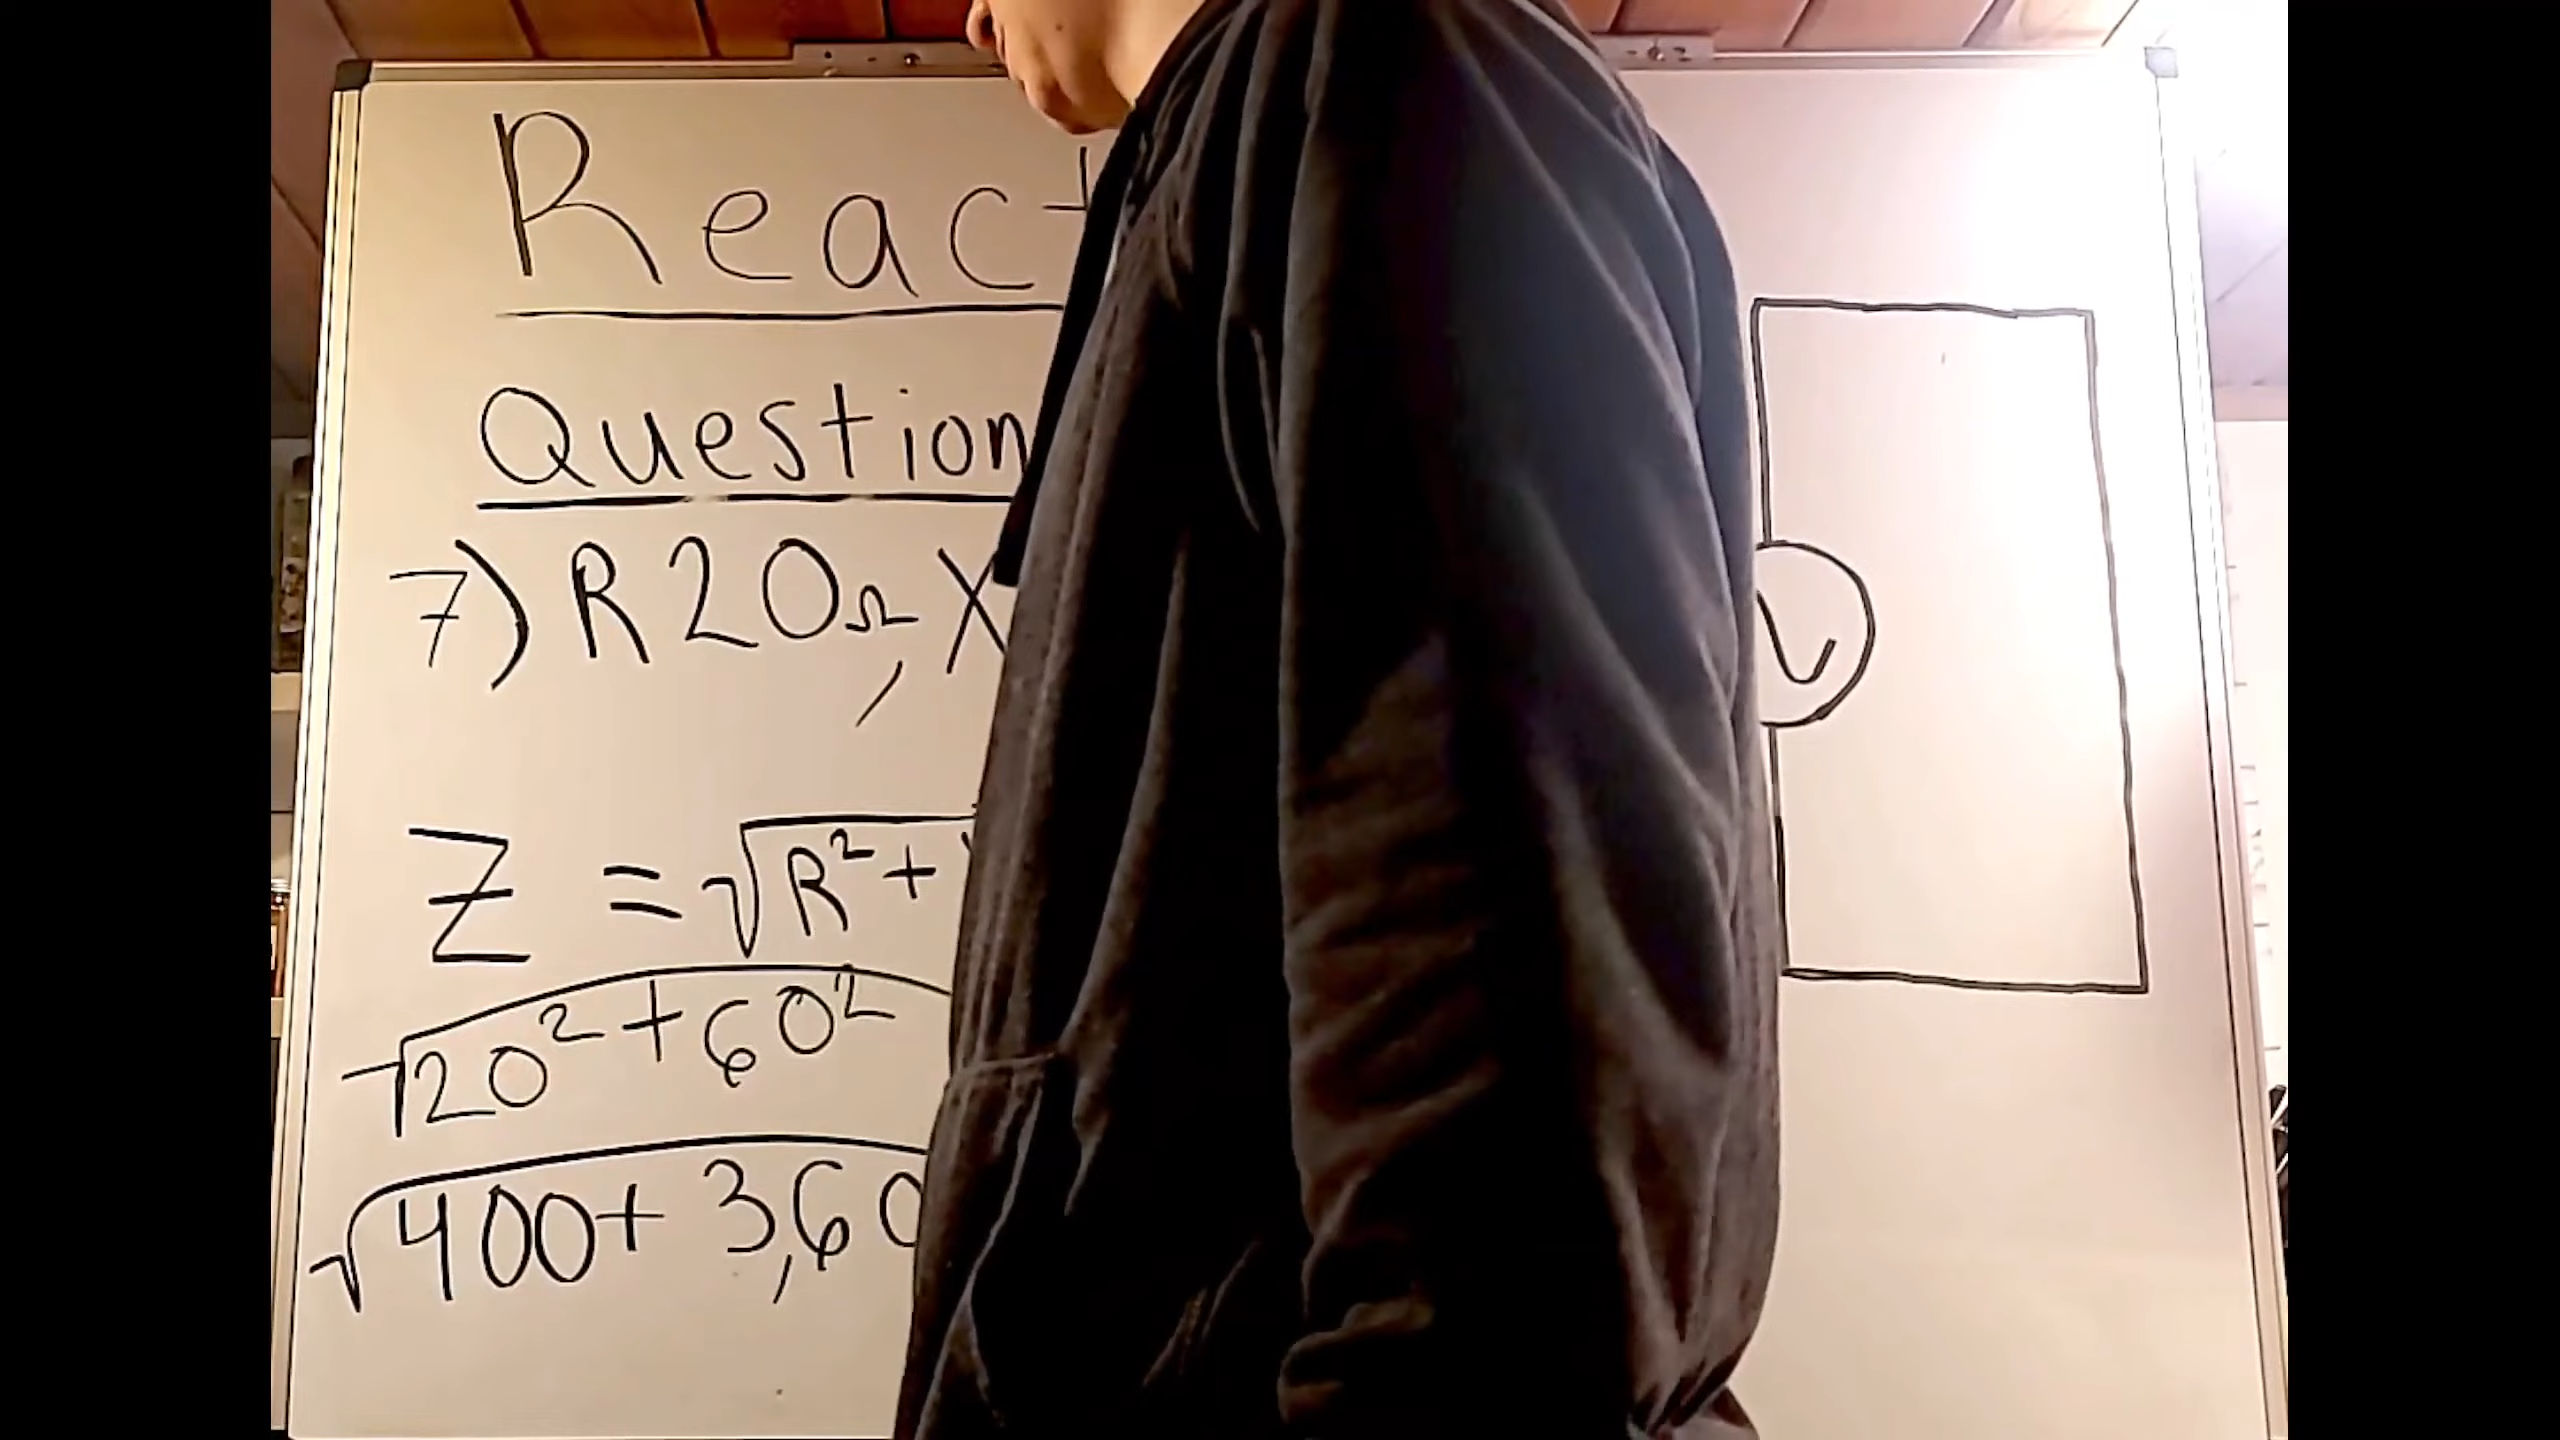 React
Question
7) R 20Ω, X
Z = √R² +
√20² + 60²
√400 + 3,60